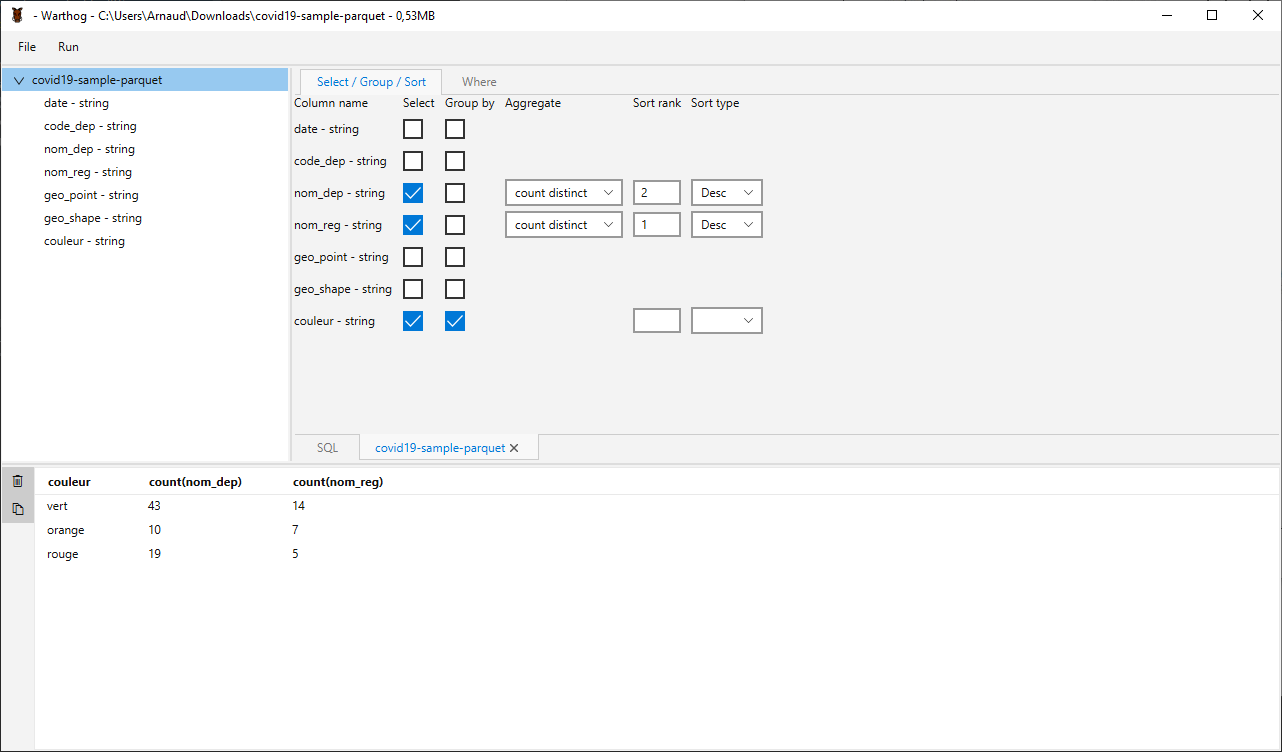 - Warthog - C:\Users\Arnaud\Downloads\covid19-sample-parquet - 0,53MB
File Run
covid19-sample-parquet
date - string
code_dep - string
nom_dep - string
nom_reg - string
geo_point - string
geo_shape - string
couleur - string
Select / Group / Sort Where
Column name Select Group by Aggregate Sort rank Sort type
date - string
code_dep - string
nom_dep - string count distinct 2 Desc
nom_reg - string count distinct 1 Desc
geo_point - string
geo_shape - string
couleur - string
SQL covid19-sample-parquet
couleur count(nom_dep) count(nom_reg)
vert 43 14
orange 10 7
rouge 19 5